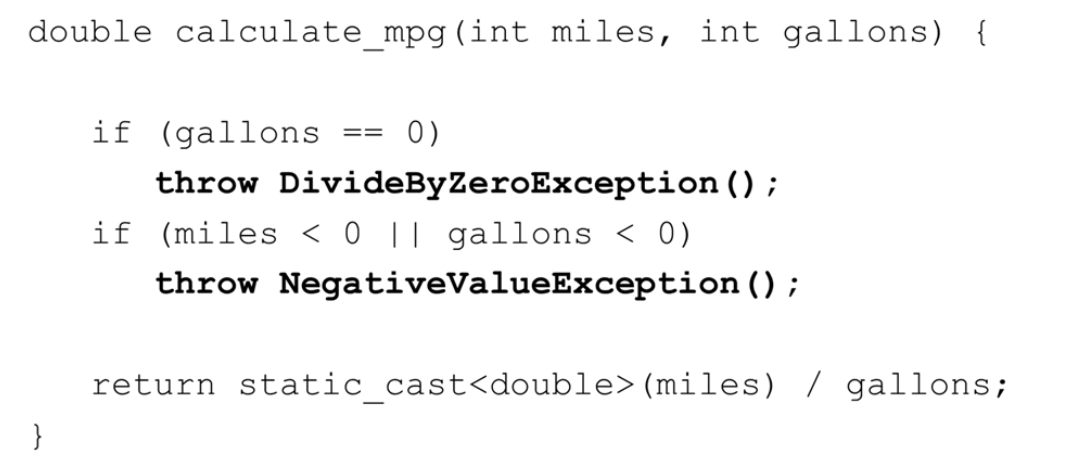 double calculate_mpg(int miles, int gallons) {
if (gallons == 0)
throw DivideByZeroException();
if (miles < 0 || gallons < 0)
throw NegativeValueException();
return static_cast<double>(miles) / gallons;
}